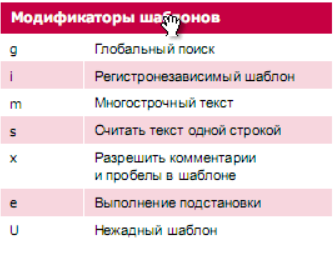 Модификаторы шаблонов
g Глобальный поиск
i Регистронезависимый шаблон
m Многострочный текст
s Считать текст одной строкой
x Разрешить комментарии
и пробелы в шаблоне
e Выполнение подстановки
U Нежадный шаблон